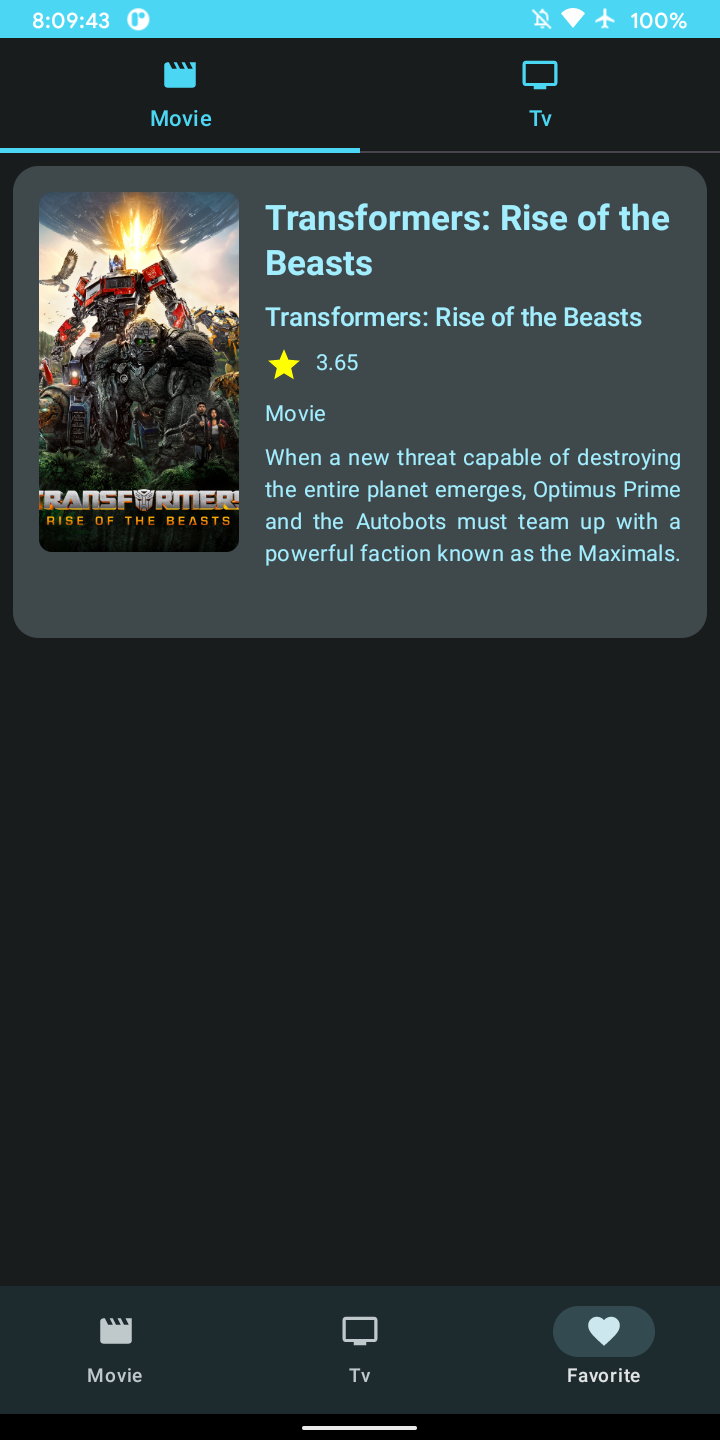 8:09:43
100%
Movie
Tv
Transformers: Rise of the
Beasts
Transformers: Rise of the Beasts
3.65
Movie
When a new threat capable of destroying
the entire planet emerges, Optimus Prime
and the Autobots must team up with a
powerful faction known as the Maximals.
TRANSFORMERS
RISE OF THE BEASTS
Movie
Tv
Favorite